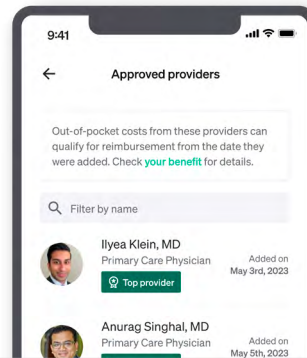 9:41
Approved providers
Out-of-pocket costs from these providers can
qualify for reimbursement from the date they
were added. Check your benefit for details.
Filter by name
Ilyea Klein, MD
Primary Care Physician
Added on
May 3rd, 2023
Top provider
Anurag Singhal, MD
Primary Care Physician
Added on
May 5th, 2023